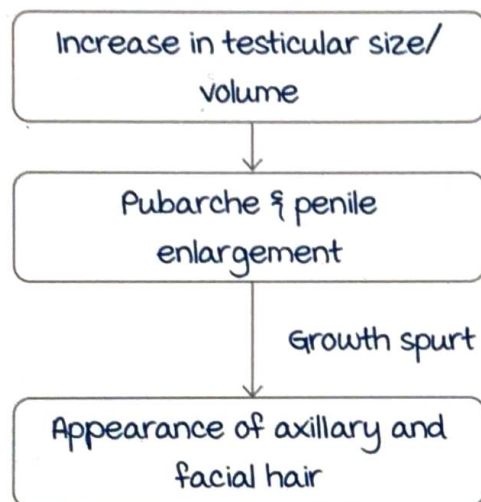 Increase in testicular size/
volume
Pubarche & penile
enlargement
Growth spurt
Appearance of axillary and
facial hair